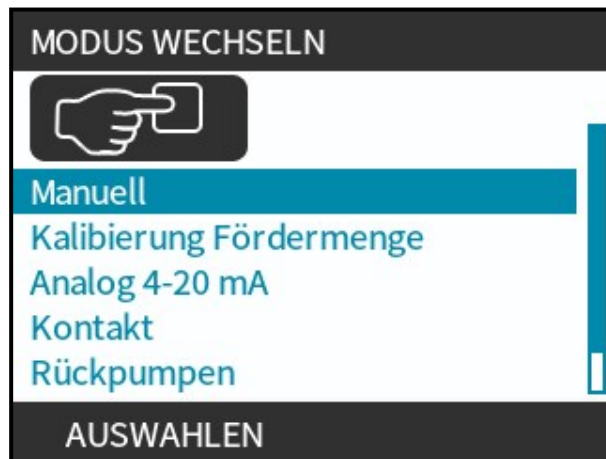 MODUS WECHSELN
Manuell
Kalibierung Fördermenge
Analog 4-20 mA
Kontakt
Rückpumpen
AUSWAHLEN